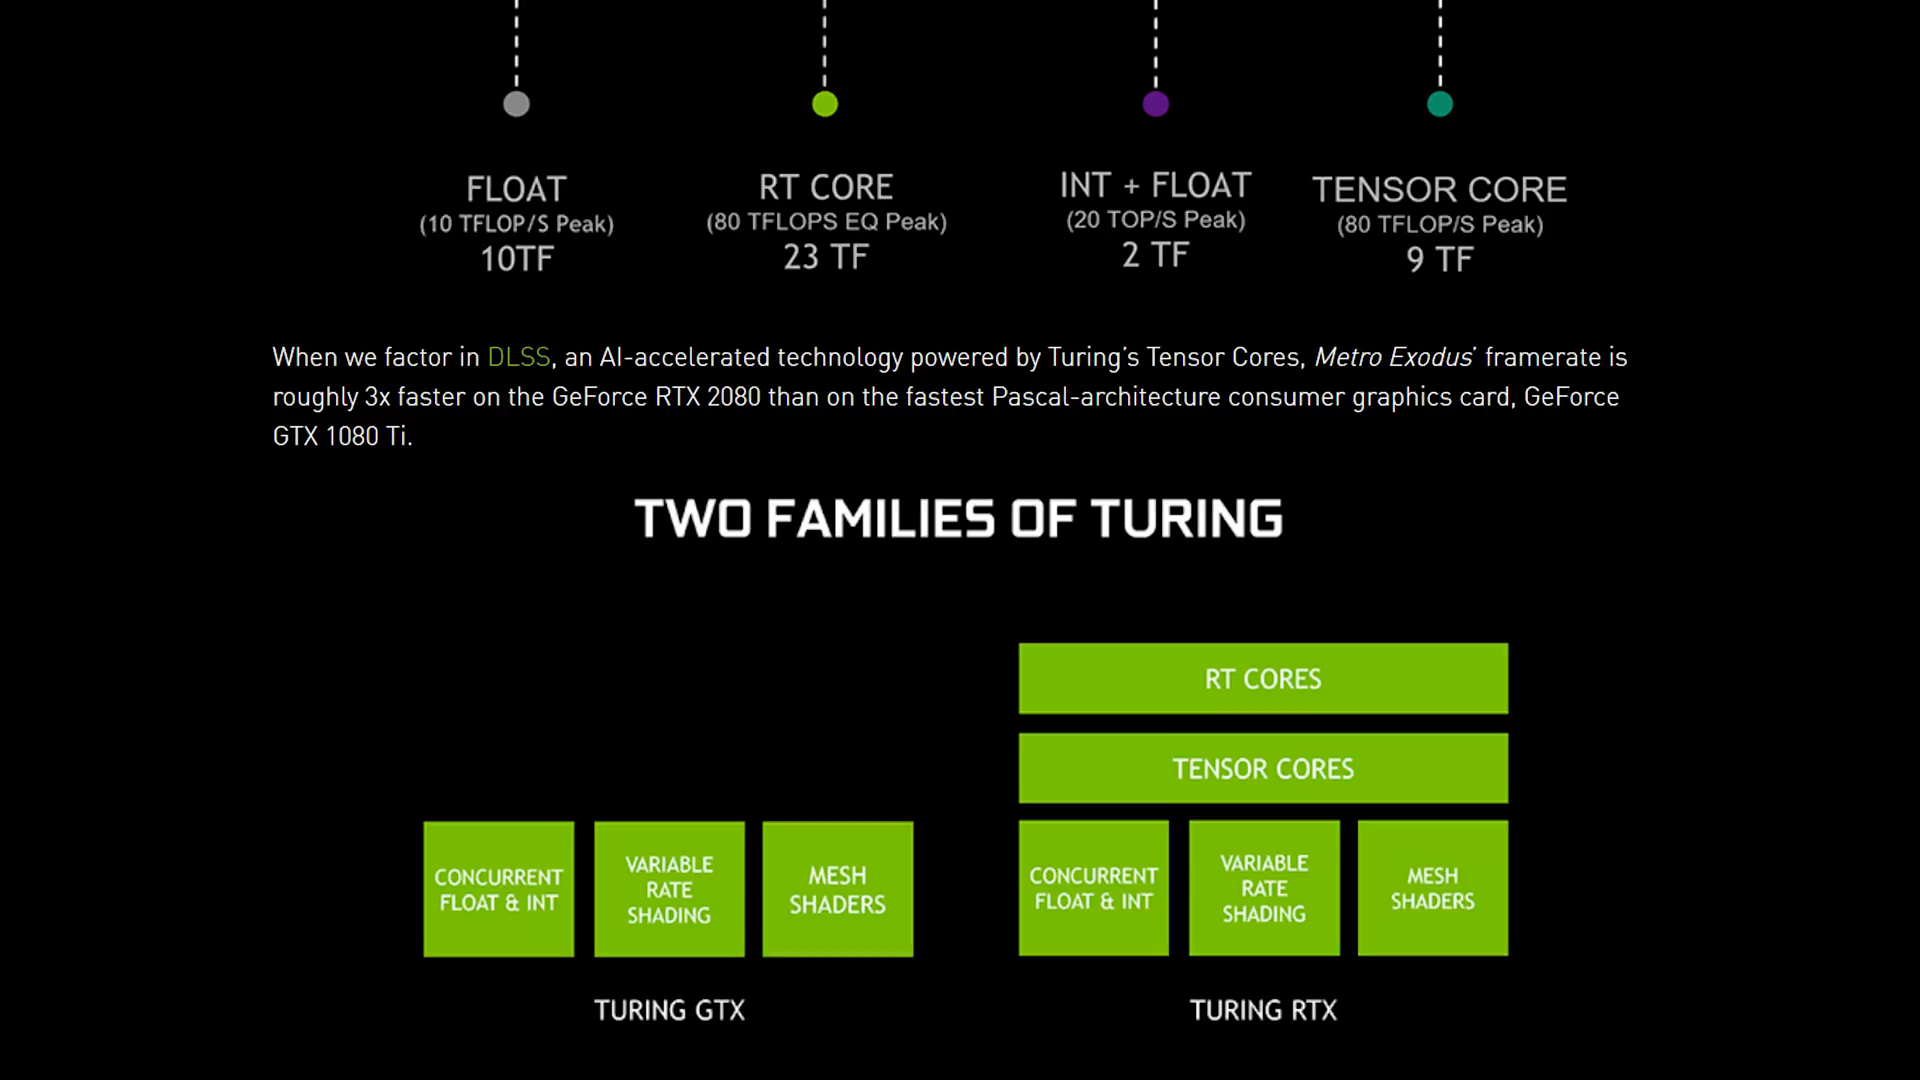 FLOAT
(10 TFLOP/S Peak)
10TF
RT CORE
(80 TFLOPS EQ Peak)
23 TF
INT + FLOAT
(20 TOP/S Peak)
2 TF
TENSOR CORE
(80 TFLOP/S Peak)
9 TF
When we factor in DLSS, an AI-accelerated technology powered by Turing’s Tensor Cores, Metro Exodus’ framerate is
roughly 3x faster on the GeForce RTX 2080 than on the fastest Pascal-architecture consumer graphics card, GeForce
GTX 1080 Ti.
TWO FAMILIES OF TURING
CONCURRENT
FLOAT & INT
VARIABLE
RATE
SHADING
MESH
SHADERS
TURING GTX
RT CORES
TENSOR CORES
CONCURRENT
FLOAT & INT
VARIABLE
RATE
SHADING
MESH
SHADERS
TURING RTX